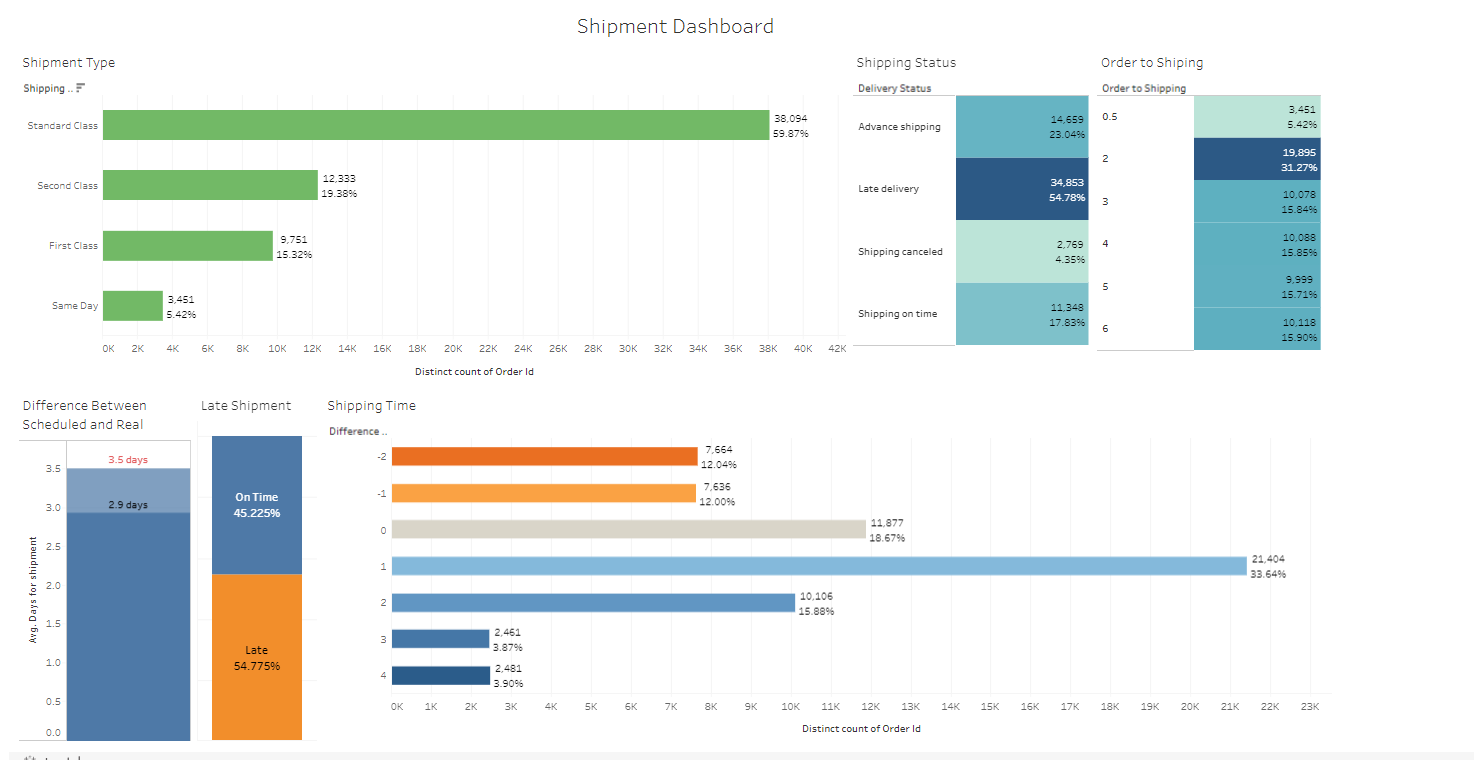 Shipment Dashboard
Shipment Type
Shipping ..
Standard Class
38,094
59.87%
Second Class
12,333
19.38%
First Class
9,751
15.32%
Same Day
3,451
5.42%
0K 2K 4K 6K 8K 10K 12K 14K 16K 18K 20K 22K 24K 26K 28K 30K 32K 34K 36K 38K 40K 42K
Distinct count of Order Id
Shipping Status
Delivery Status
Advance shipping
14,659
23.04%
Late delivery
34,853
54.78%
Shipping canceled
2,769
4.35%
Shipping on time
11,348
17.83%
Order to Shiping
Order to Shipping
0.5
3,451
5.42%
2
19,895
31.27%
3
10,078
15.84%
4
10,088
15.85%
5
9,999
15.71%
6
10,118
15.90%
Difference Between
Scheduled and Real
Avg. Days for shipment
3.5 days
3.5
2.9 days
3.0
2.5
2.0
1.5
1.0
0.5
0.0
Late Shipment
On Time
45.225%
Late
54.775%
Shipping Time
Difference ..
-2
7,664
12.04%
-1
7,636
12.00%
0
11,877
18.67%
1
21,404
33.64%
2
10,106
15.88%
3
2,461
3.87%
4
2,481
3.90%
0K 1K 2K 3K 4K 5K 6K 7K 8K 9K 10K 11K 12K 13K 14K 15K 16K 17K 18K 19K 20K 21K 22K 23K
Distinct count of Order Id